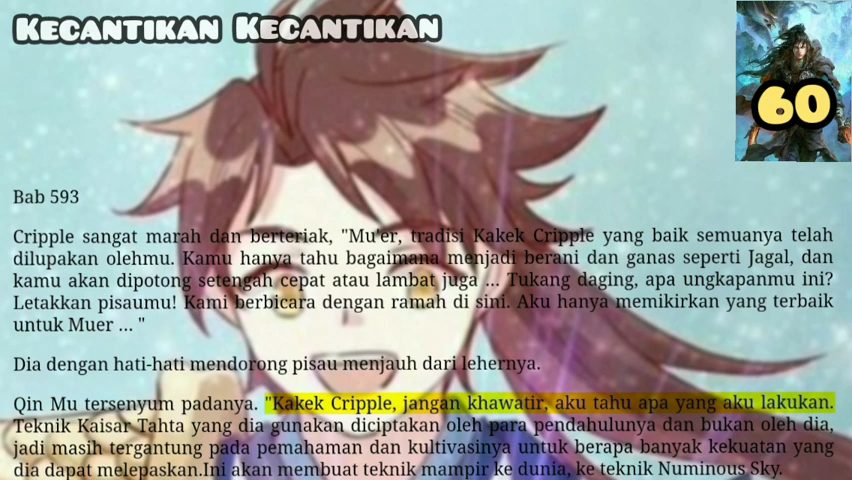 Kecantikan Kecantikan
60
Bab 593
Cripple sangat marah dan berteriak, "Mu'er, tradisi Kakek Cripple yang baik semuanya telah
dilupakan olehmu. Kamu hanya tahu bagaimana menjadi berani dan ganas seperti Jagal, dan
kamu akan dipotong setengah cepat atau lambat juga ... Tukang daging, apa ungkapanmu ini?
Letakkan pisaumu! Kami berbicara dengan ramah di sini. Aku hanya memikirkan yang terbaik
untuk Muer ... "
Dia dengan hati-hati mendorong pisau menjauh dari lehernya.
Qin Mu tersenyum padanya. "Kakek Cripple, jangan khawatir, aku tahu apa yang aku lakukan.
Teknik Kaisar Tahta yang dia gunakan diciptakan oleh para pendahulunya dan bukan oleh dia,
jadi masih tergantung pada pemahaman dan kultivasinya untuk berapa banyak kekuatan yang
dia dapat melepaskan.Ini akan membuat teknik mampir ke dunia, ke teknik Numinous Sky.